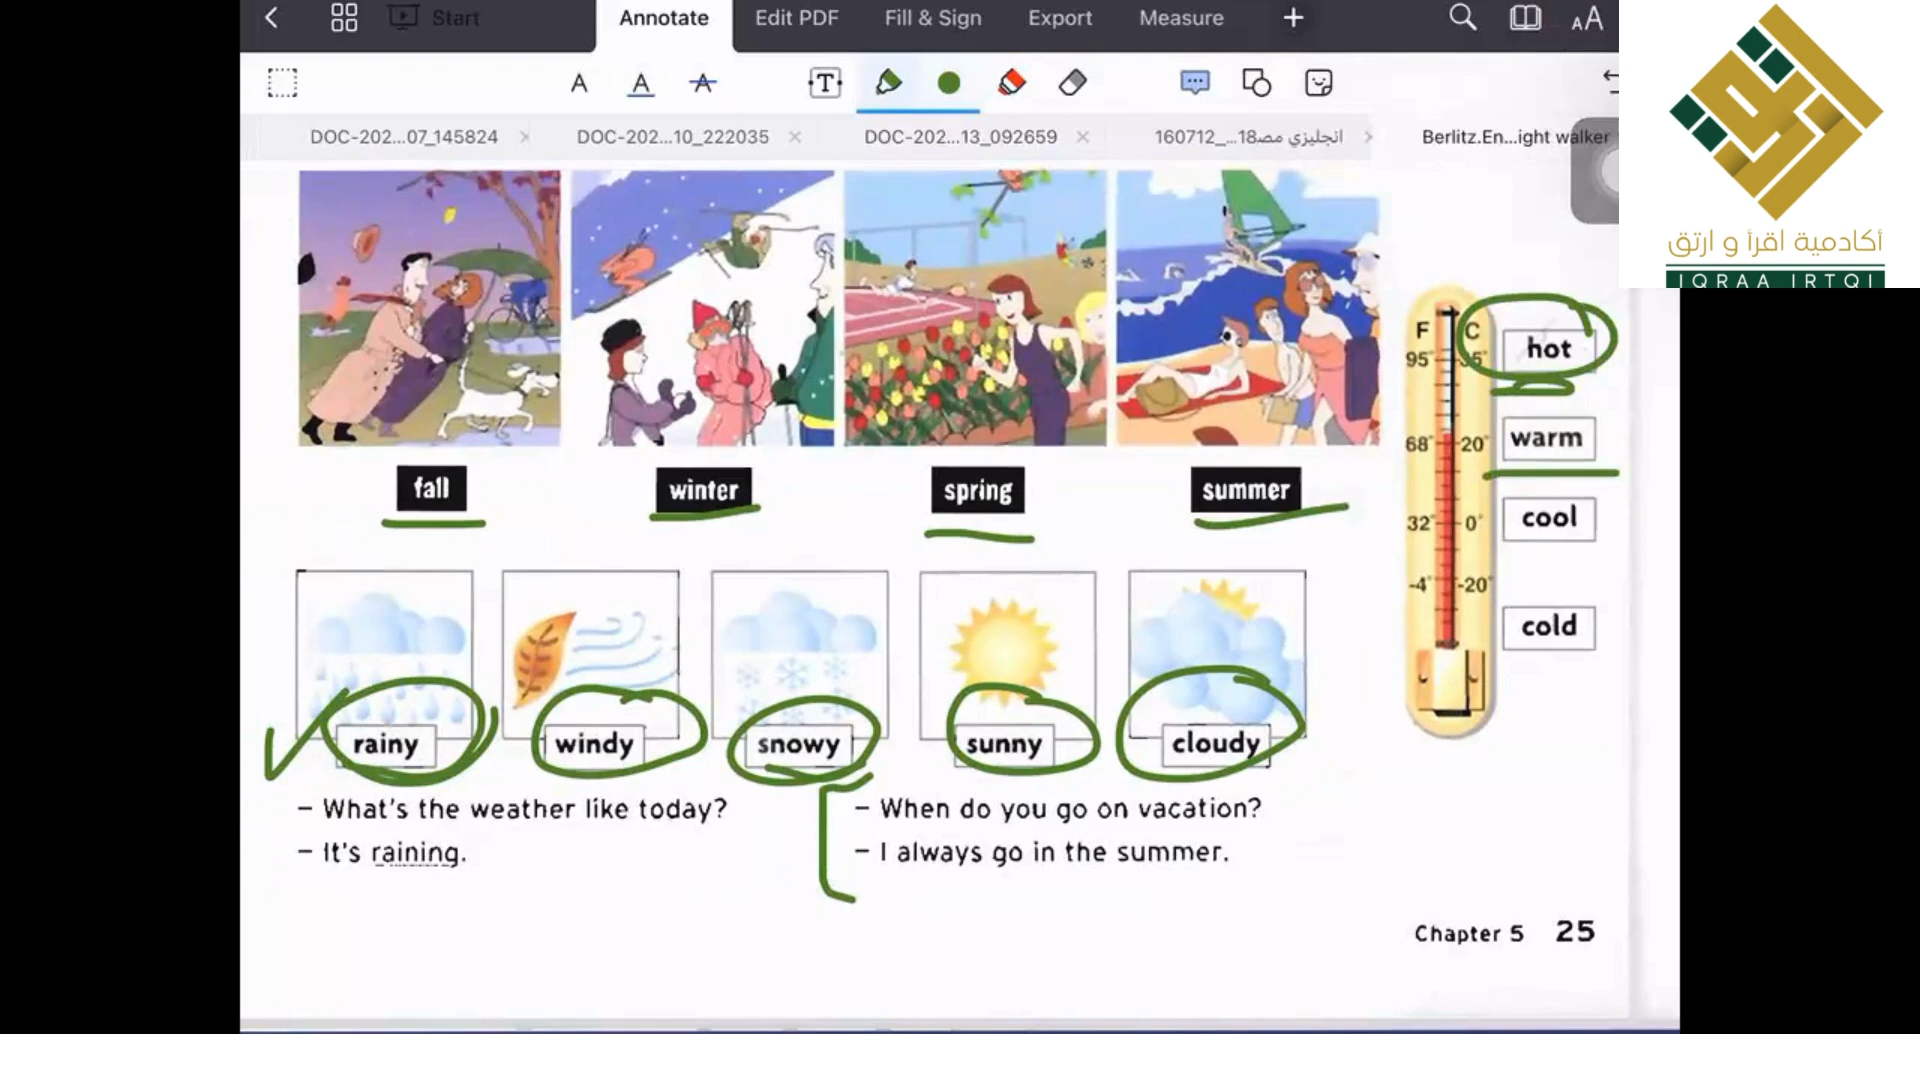 Start Annotate Edit PDF Fill & Sign Export Measure + AA
A A A T
DOC-202...07_145824 × DOC-202...10_222035 × DOC-202...13_092659 × 160712_...انجليزي مصـ18 Berlitz.En...ight walker
أكاديمية اقرأ و ارتق
IQRAA IRTQI
F C
95° 35°
68° 20°
32° 0°
-4° -20°
hot
warm
cool
cold
fall winter spring summer
rainy windy snowy sunny cloudy
– What's the weather like today?
– It's raining.
– When do you go on vacation?
– I always go in the summer.
Chapter 5 25